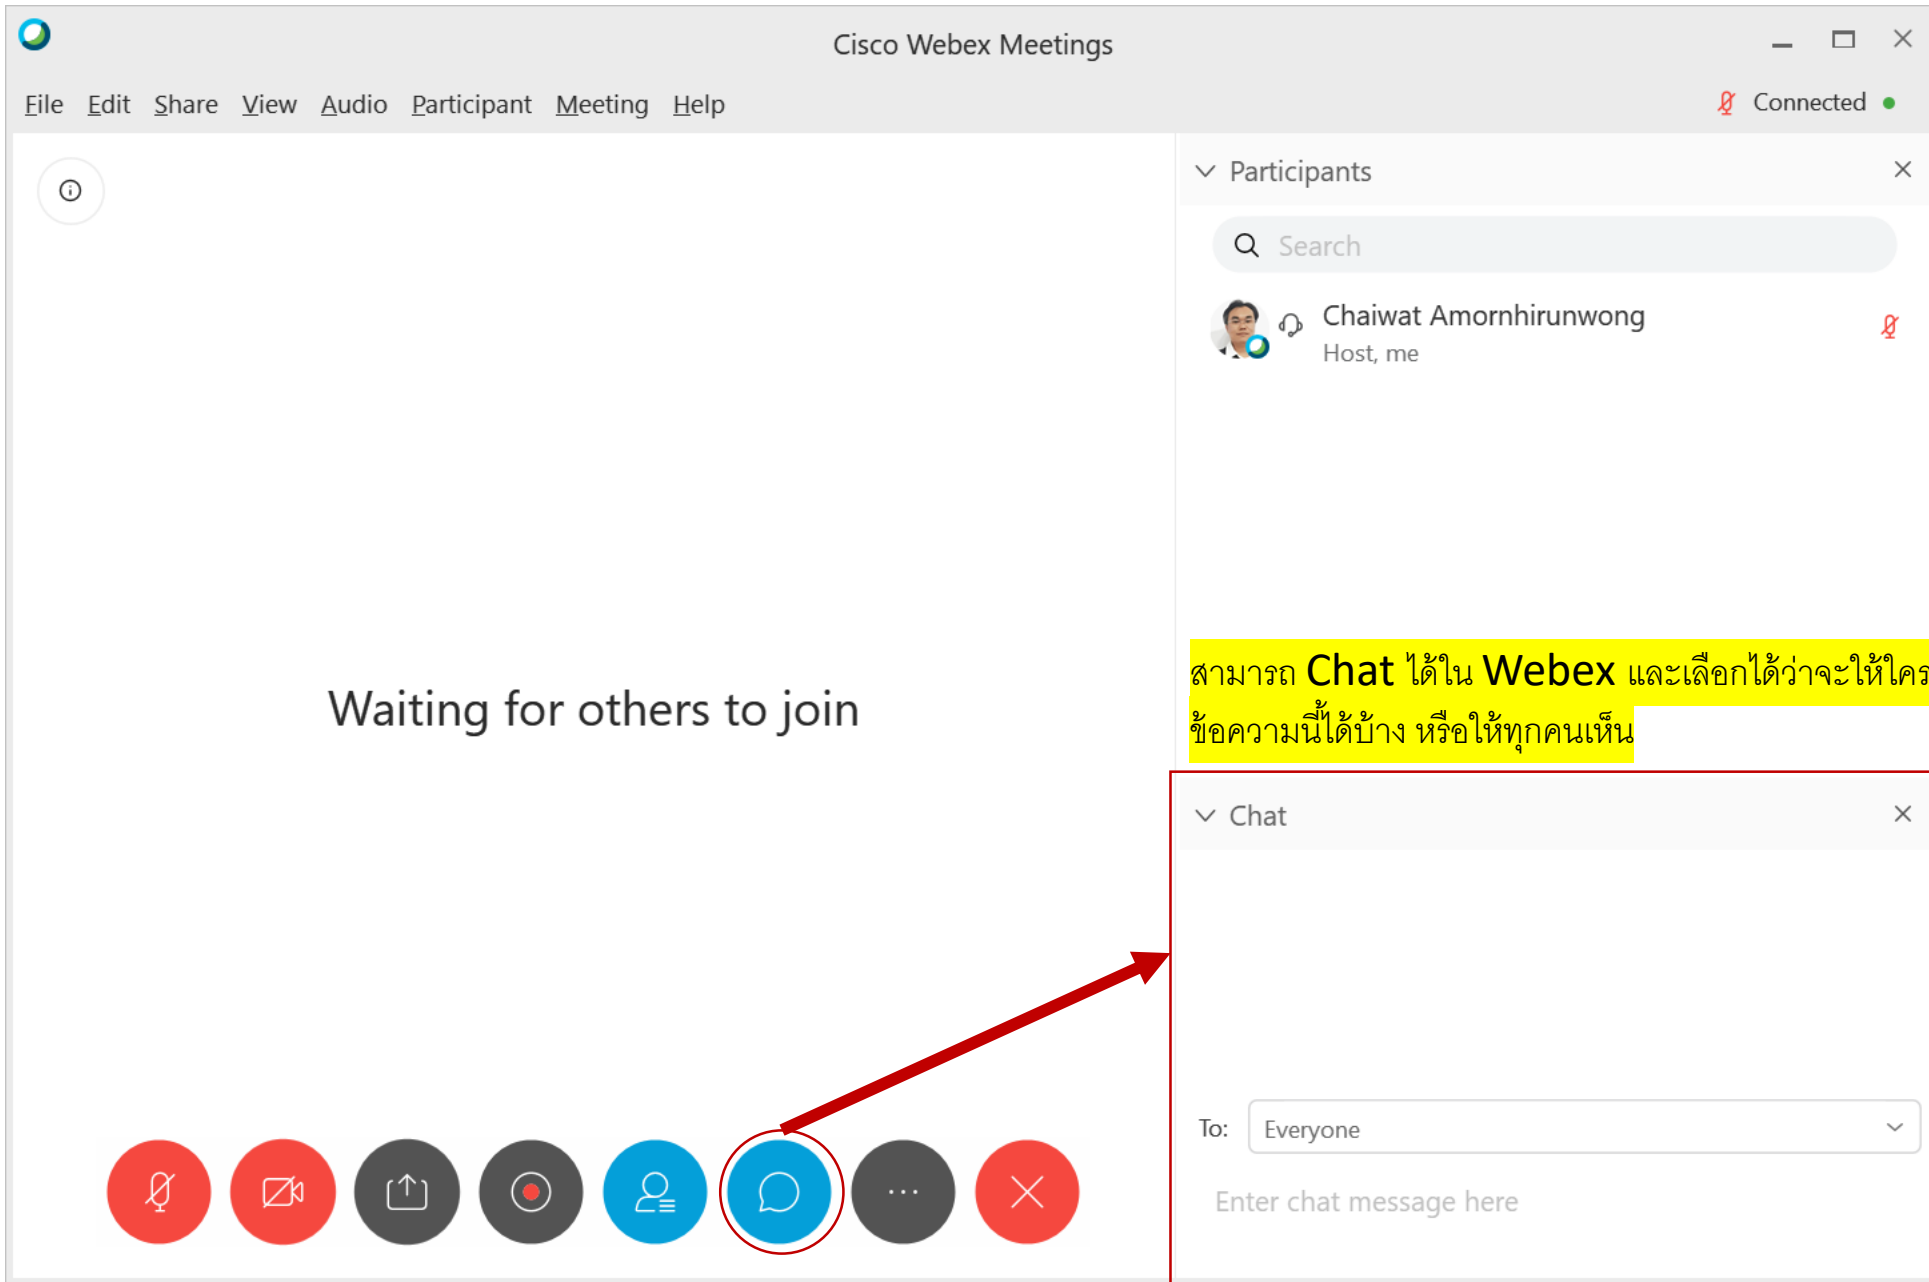 Cisco Webex Meetings
File Edit Share View Audio Participant Meeting Help
Connected
Participants
Search
Chaiwat Amornhirunwong
Host, me
Waiting for others to join
สามารถ Chat ได้ใน Webex และเลือกได้ว่าจะให้ใคร
ข้อความนี้ได้บ้าง หรือให้ทุกคนเห็น
Chat
To: Everyone
Enter chat message here